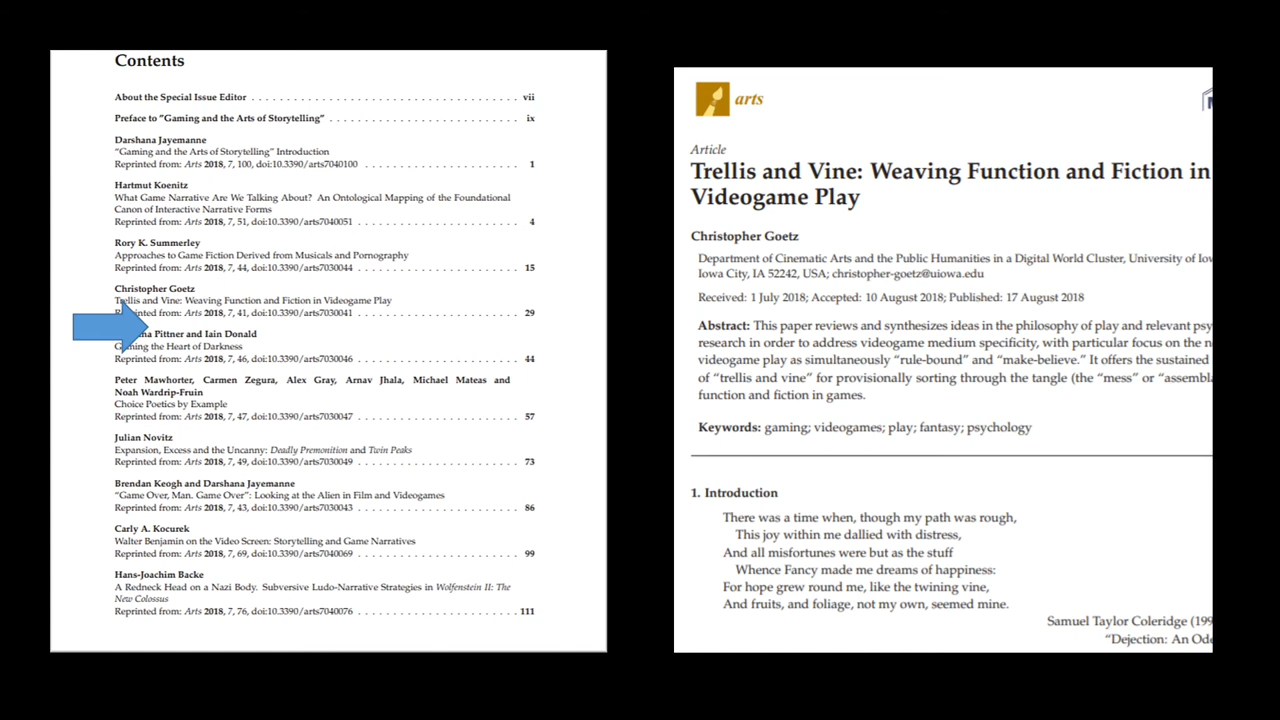 Contents
About the Special Issue Editor . . . . . . . . . . . . . . . . . . . . . . . . . . . . . . . . . . . . . . vii
Preface to "Gaming and the Arts of Storytelling" . . . . . . . . . . . . . . . . . . . . . . . . . . ix
Darshana Jayemanne
"Gaming and the Arts of Storytelling" Introduction
Reprinted from: Arts 2018, 7, 100, doi:10.3390/arts7040100 . . . . . . . . . . . . . . . . . . . . . 1
Hartmut Koenitz
What Game Narrative Are We Talking About? An Ontological Mapping of the Foundational
Canon of Interactive Narrative Forms
Reprinted from: Arts 2018, 7, 51, doi:10.3390/arts7040051 . . . . . . . . . . . . . . . . . . . . . . 4
Rory K. Summerley
Approaches to Game Fiction Derived from Musicals and Pornography
Reprinted from: Arts 2018, 7, 44, doi:10.3390/arts7030044 . . . . . . . . . . . . . . . . . . . . . . 15
Christopher Goetz
Trellis and Vine: Weaving Function and Fiction in Videogame Play
Reprinted from: Arts 2018, 7, 41, doi:10.3390/arts7030041 . . . . . . . . . . . . . . . . . . . . . . 29
Pittner and Iain Donald
Gaming the Heart of Darkness
Reprinted from: Arts 2018, 7, 46, doi:10.3390/arts7030046 . . . . . . . . . . . . . . . . . . . . . . 44
Peter Mawhorter, Carmen Zegura, Alex Gray, Arnav Jhala, Michael Mateas and
Noah Wardrip-Fruin
Choice Poetics by Example
Reprinted from: Arts 2018, 7, 47, doi:10.3390/arts7030047 . . . . . . . . . . . . . . . . . . . . . . 57
Julian Novitz
Expansion, Excess and the Uncanny: Deadly Premonition and Twin Peaks
Reprinted from: Arts 2018, 7, 49, doi:10.3390/arts7030049 . . . . . . . . . . . . . . . . . . . . . . 73
Brendan Keogh and Darshana Jayemanne
"Game Over, Man. Game Over": Looking at the Alien in Film and Videogames
Reprinted from: Arts 2018, 7, 43, doi:10.3390/arts7030043 . . . . . . . . . . . . . . . . . . . . . . 86
Carly A. Kocurek
Walter Benjamin on the Video Screen: Storytelling and Game Narratives
Reprinted from: Arts 2018, 7, 69, doi:10.3390/arts7040069 . . . . . . . . . . . . . . . . . . . . . . 99
Hans-Joachim Backe
A Redneck Head on a Nazi Body. Subversive Ludo-Narrative Strategies in Wolfenstein II: The
New Colossus
Reprinted from: Arts 2018, 7, 76, doi:10.3390/arts7040076 . . . . . . . . . . . . . . . . . . . . . . 111
arts
Article
Trellis and Vine: Weaving Function and Fiction in
Videogame Play
Christopher Goetz
Department of Cinematic Arts and the Public Humanities in a Digital World Cluster, University of
Iowa City, IA 52242, USA; christopher-goetz@uiowa.edu
Received: 1 July 2018; Accepted: 10 August 2018; Published: 17 August 2018
Abstract: This paper reviews and synthesizes ideas in the philosophy of play and relevant psy
research in order to address videogame medium specificity, with particular focus on the n
videogame play as simultaneously "rule-bound" and "make-believe." It offers the sustained
of "trellis and vine" for provisionally sorting through the tangle (the "mess" or "assembl
function and fiction in games.
Keywords: gaming; videogames; play; fantasy; psychology
1. Introduction
There was a time when, though my path was rough,
This joy within me dallied with distress,
And all misfortunes were but as the stuff
Whence Fancy made me dreams of happiness:
For hope grew round me, like the twining vine,
And fruits, and foliage, not my own, seemed mine.
Samuel Taylor Coleridge (199
"Dejection: An Ode